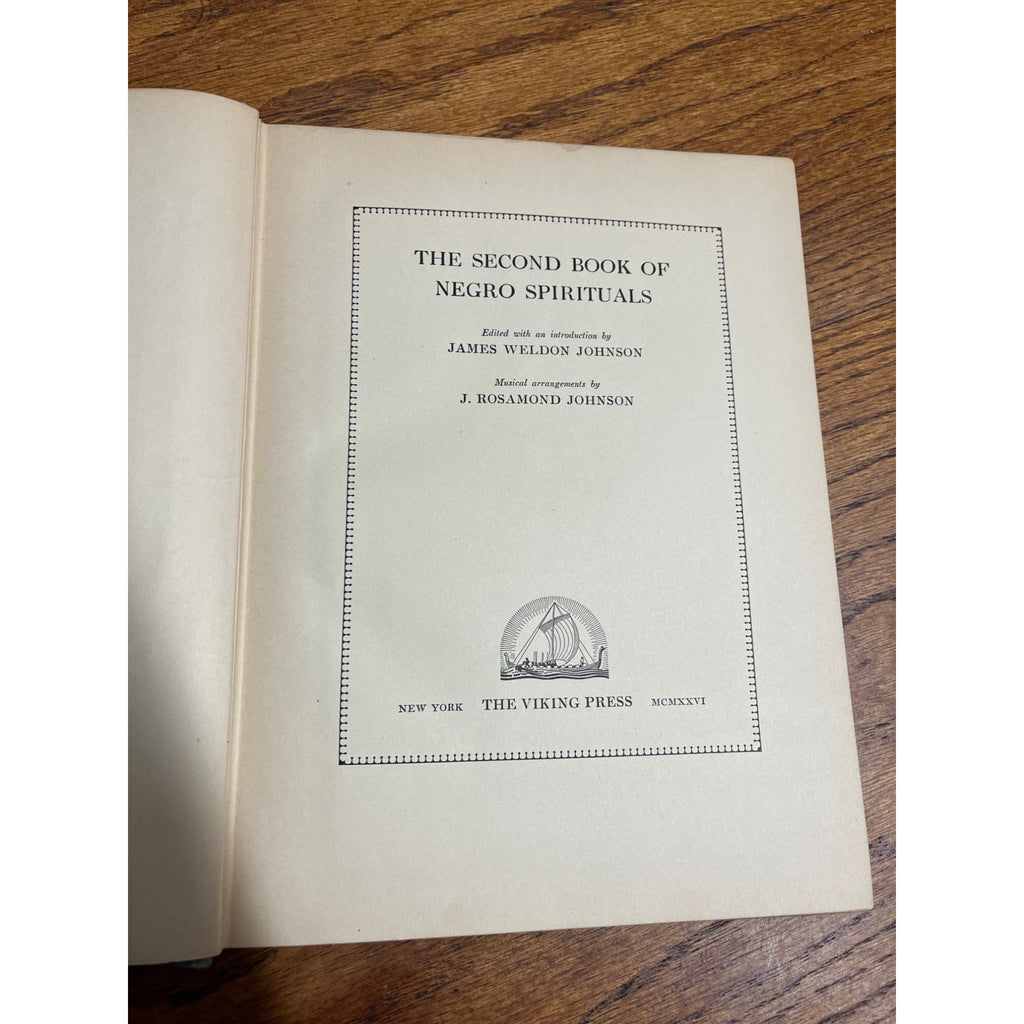 THE SECOND BOOK OF
NEGRO SPIRITUALS
Edited with an introduction by
JAMES WELDON JOHNSON
Musical arrangements by
J. ROSAMOND JOHNSON
NEW YORK THE VIKING PRESS MCMXXVI